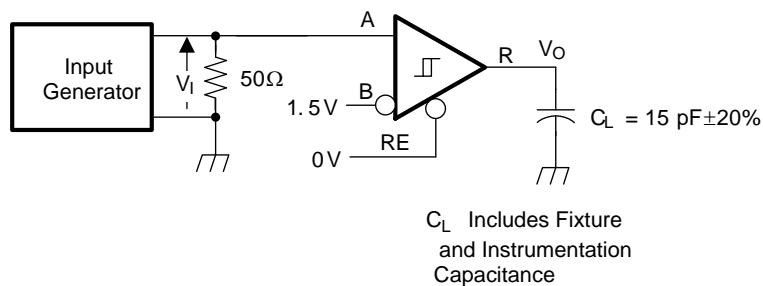 Input
Generator
V_I
50Ω
A
B
1.5 V
0 V
RE
R
V_O
C_L = 15 pF±20%
C_L Includes Fixture
and Instrumentation
Capacitance